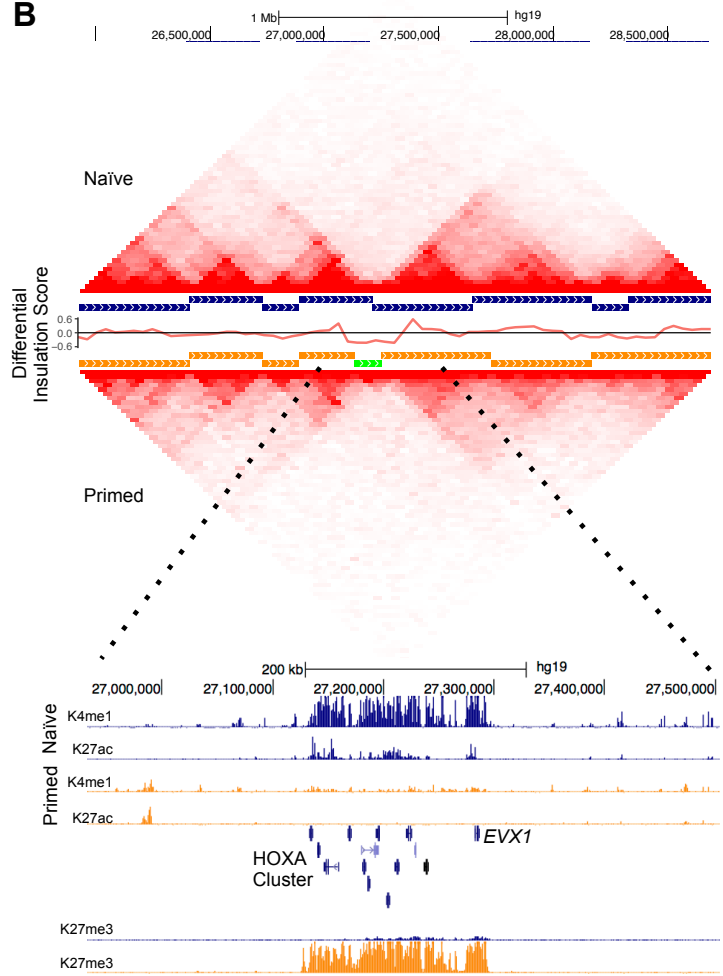 B
1 Mb hg19
26,500,000 27,000,000 27,500,000 28,000,000 28,500,000
Naïve
Differential
Insulation Score
0.6
0.0
−0.6
Primed
200 kb hg19
27,000,000 27,100,000 27,200,000 27,300,000 27,400,000 27,500,000
Naïve
K4me1
K27ac
Primed
K4me1
K27ac
EVX1
HOXA
Cluster
K27me3
K27me3